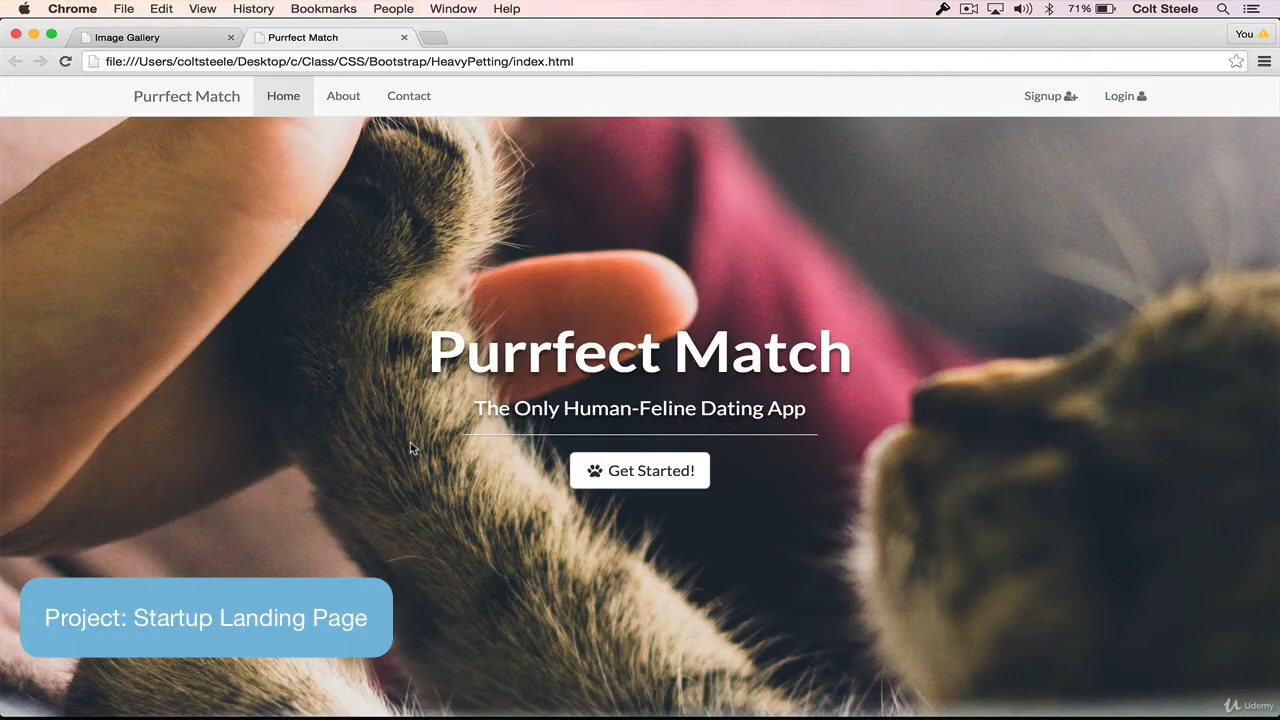 Chrome File Edit View History Bookmarks People Window Help 71% Colt Steele
Image Gallery Purrfect Match You
file:///Users/coltsteele/Desktop/c/Class/CSS/Bootstrap/HeavyPetting/index.html
Purrfect Match Home About Contact Signup Login
Purrfect Match
The Only Human-Feline Dating App
Get Started!
Project: Startup Landing Page
Udemy